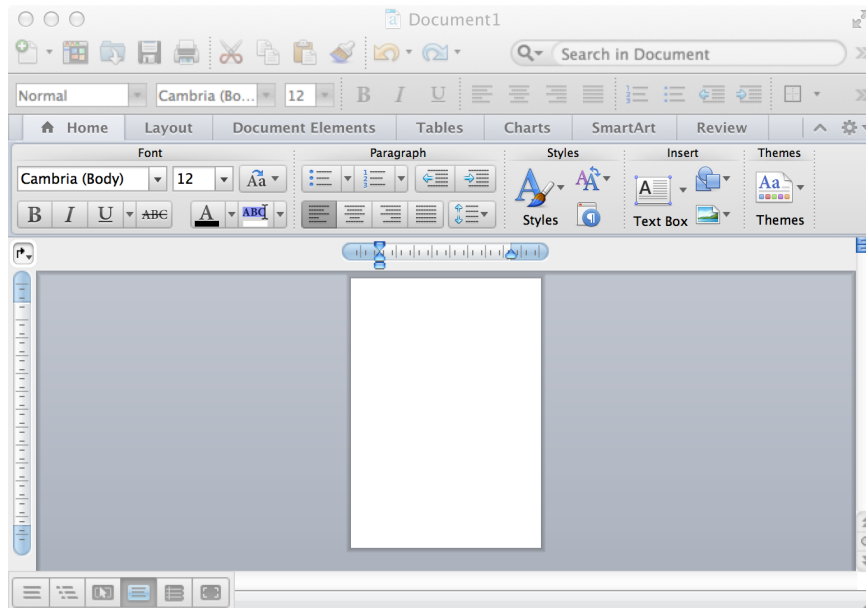 Document1
Search in Document
Normal Cambria (Bo... 12 B I U
Home Layout Document Elements Tables Charts SmartArt Review
Font Paragraph Styles Insert Themes
Cambria (Body) 12 Aa A A A Aa
B I U ABC A ABC Styles Text Box Themes